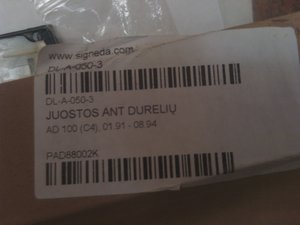 www.signeda.com
DL-A-050-3
DL-A-050-3
JUOSTOS ANT DURELIŲ
AD 100 (C4), 01.91 - 08.94
PAD88002K